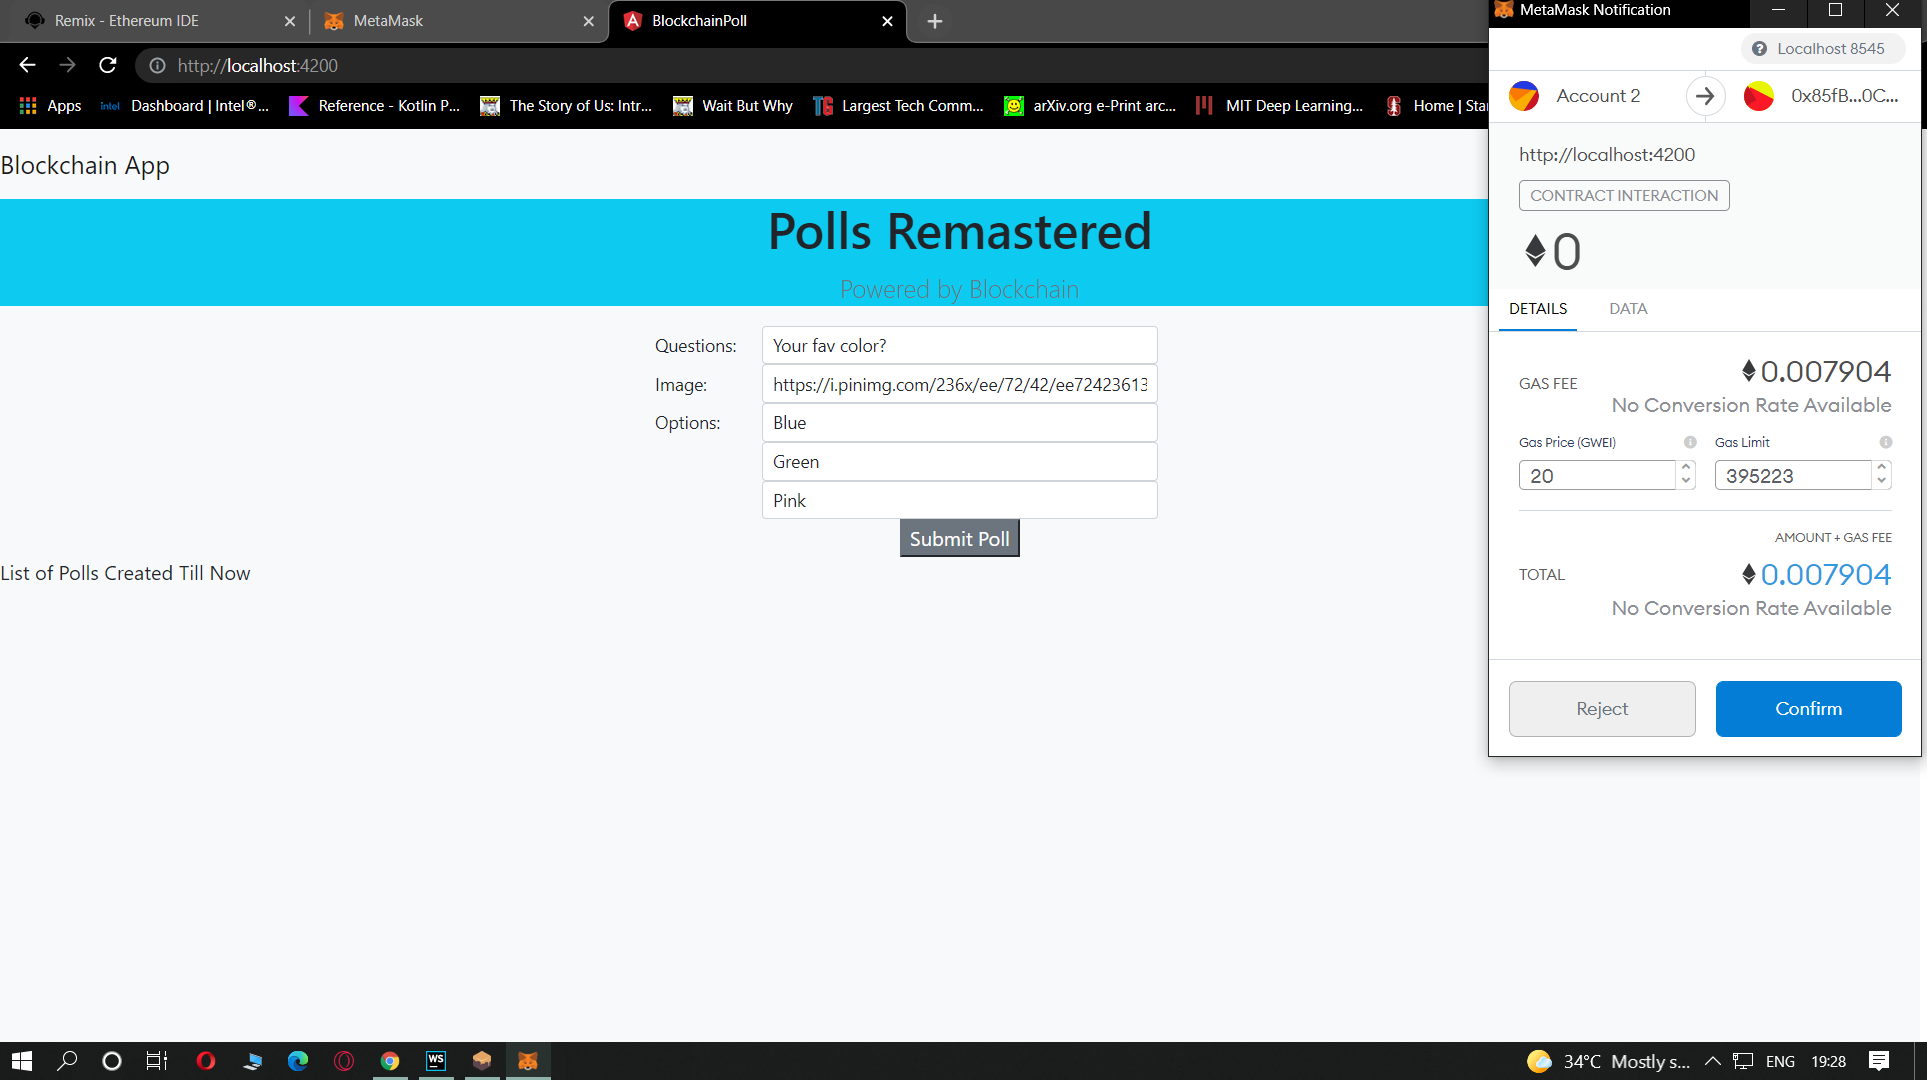 Remix - Ethereum IDE
MetaMask
BlockchainPoll
http://localhost:4200
Apps
intel
Dashboard | Intel®...
Reference - Kotlin P...
The Story of Us: Intr...
Wait But Why
TG
Largest Tech Comm...
arXiv.org e-Print arc...
MIT Deep Learning...
Home | Star
Blockchain App
Polls Remastered
Powered by Blockchain
Questions:
Your fav color?
Image:
https://i.pinimg.com/236x/ee/72/42/ee72423613
Options:
Blue
Green
Pink
Submit Poll
List of Polls Created Till Now
MetaMask Notification
Localhost 8545
Account 2
0x85fB...0C...
http://localhost:4200
CONTRACT INTERACTION
0
DETAILS
DATA
GAS FEE
0.007904
No Conversion Rate Available
Gas Price (GWEI)
Gas Limit
20
395223
AMOUNT + GAS FEE
TOTAL
0.007904
No Conversion Rate Available
Reject
Confirm
WS
34°C Mostly s...
ENG
19:28